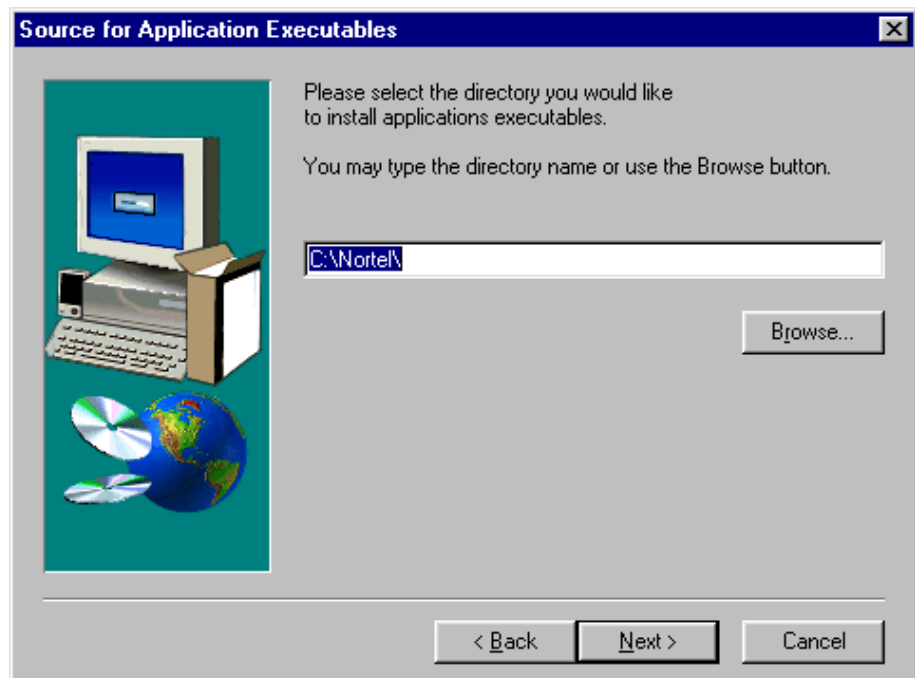 Source for Application Executables
Please select the directory you would like
to install applications executables.
You may type the directory name or use the Browse button.
C:\Nortel\
Browse...
< Back
Next >
Cancel